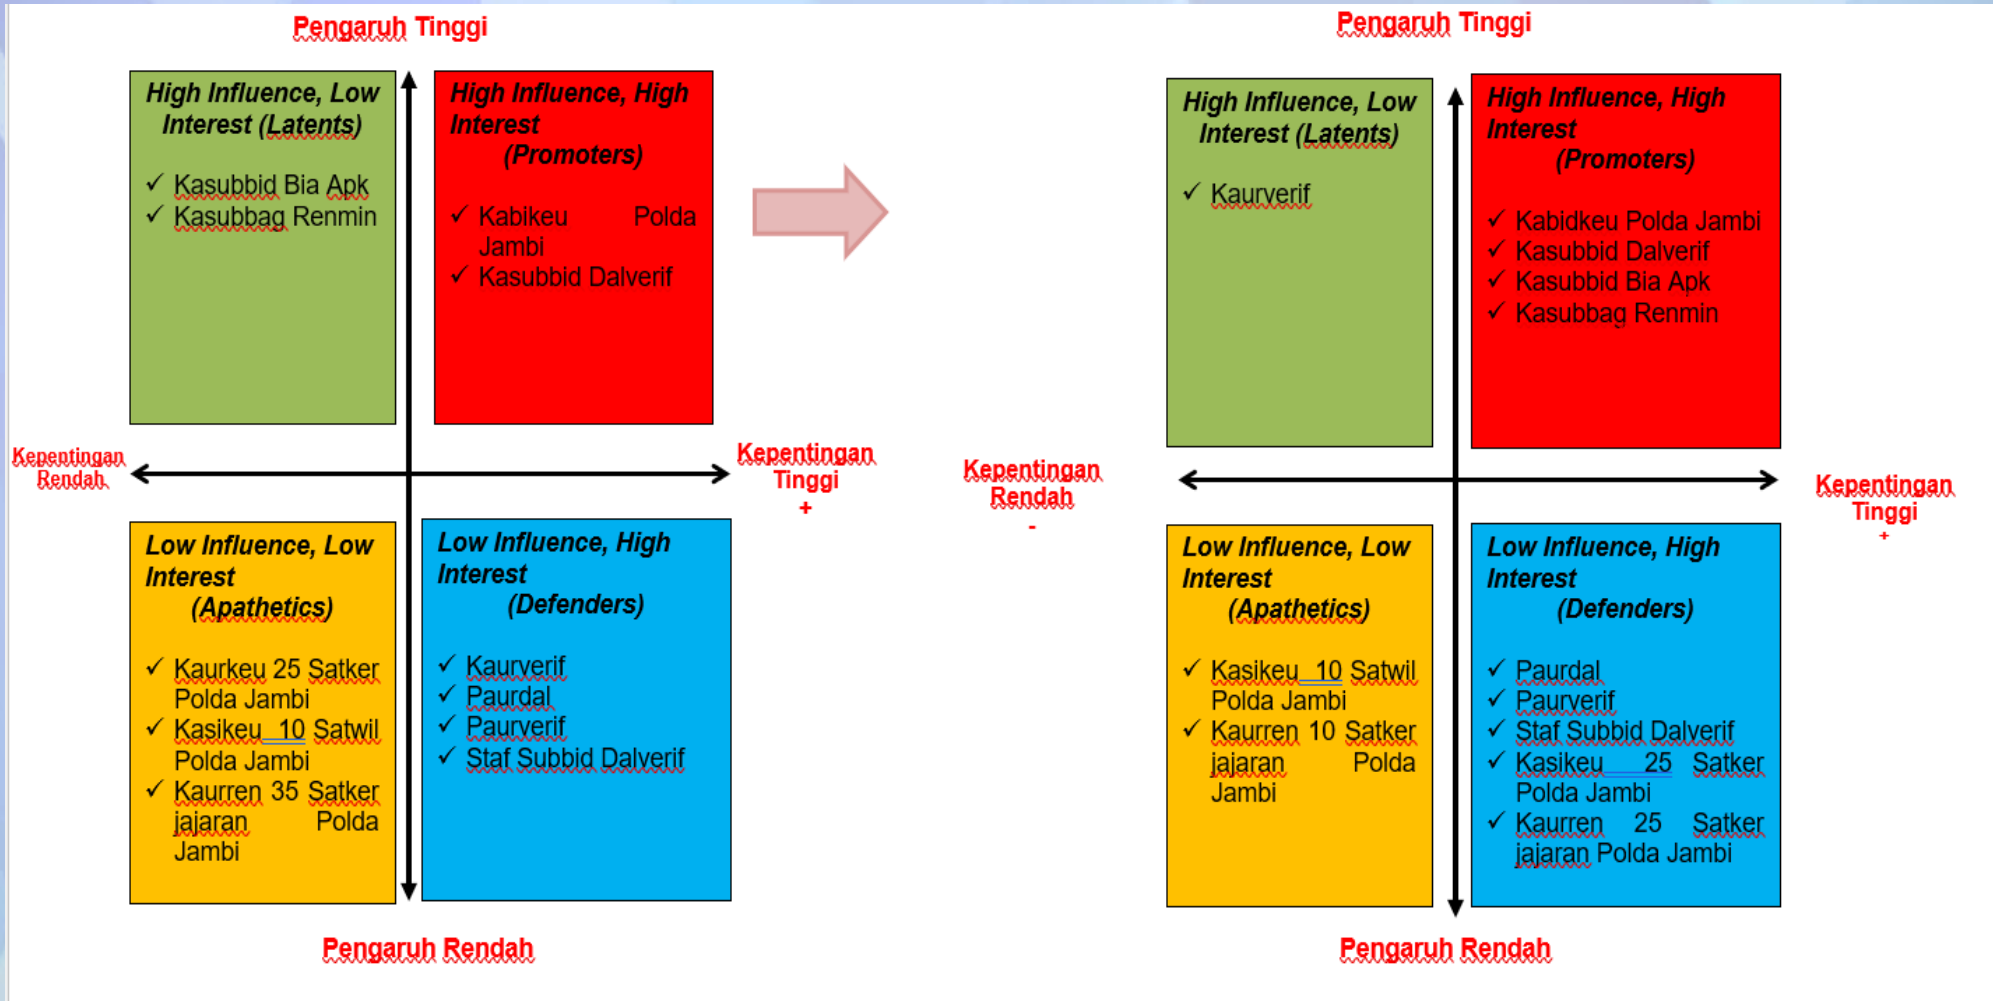 Pengaruh Tinggi
High Influence, Low
Interest (Latents)
✓ Kasubbid Bia Apk
✓ Kasubbag Renmin
High Influence, High
Interest
(Promoters)
✓ Kabikeu Polda
Jambi
✓ Kasubbid Dalverif
Kepentingan
Rendah
Kepentingan
Tinggi
+
Low Influence, Low
Interest
(Apathetics)
✓ Kaurkeu 25 Satker
Polda Jambi
✓ Kasikeu 10 Satwil
Polda Jambi
✓ Kaurren 35 Satker
jajaran Polda
Jambi
Low Influence, High
Interest
(Defenders)
✓ Kaurverif
✓ Paurdal
✓ Paurverif
✓ Staf Subbid Dalverif
Pengaruh Rendah
Pengaruh Tinggi
High Influence, Low
Interest (Latents)
✓ Kaurverif
High Influence, High
Interest
(Promoters)
✓ Kabidkeu Polda Jambi
✓ Kasubbid Dalverif
✓ Kasubbid Bia Apk
✓ Kasubbag Renmin
Kepentingan
Rendah
-
Kepentingan
Tinggi
+
Low Influence, Low
Interest
(Apathetics)
✓ Kasikeu 10 Satwil
Polda Jambi
✓ Kaurren 10 Satker
jajaran Polda
Jambi
Low Influence, High
Interest
(Defenders)
✓ Paurdal
✓ Paurverif
✓ Staf Subbid Dalverif
✓ Kasikeu 25 Satker
Polda Jambi
✓ Kaurren 25 Satker
jajaran Polda Jambi
Pengaruh Rendah